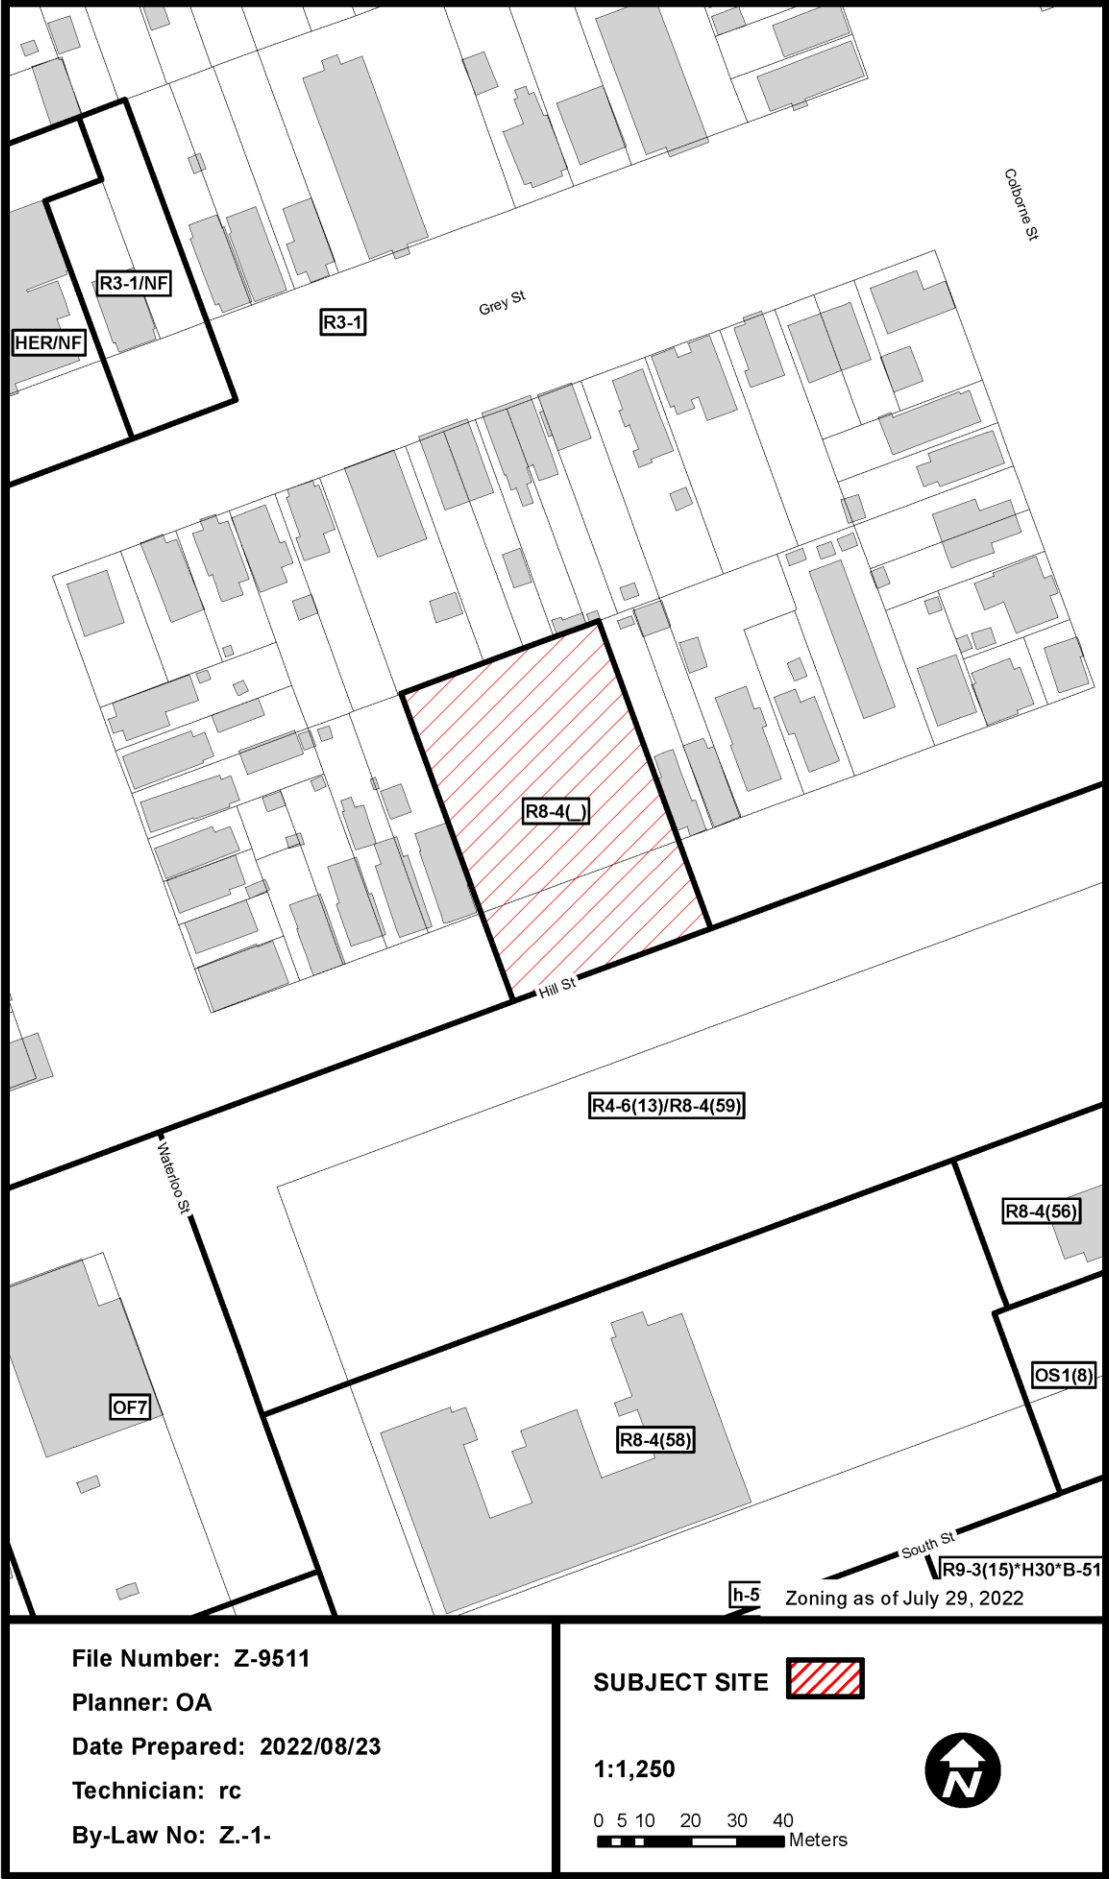 Colborne St
R3-1/NF
Grey St
R3-1
HER/NF
R8-4(_)
Hill St
R4-6(13)/R8-4(59)
Waterloo St
R8-4(56)
OS1(8)
OF7
R8-4(58)
South St
R9-3(15)*H30*B-51
h-5
Zoning as of July 29, 2022
File Number: Z-9511
Planner: OA
Date Prepared: 2022/08/23
Technician: rc
By-Law No: Z.-1-
SUBJECT SITE
1:1,250
0 5 10 20 30 40
Meters
N